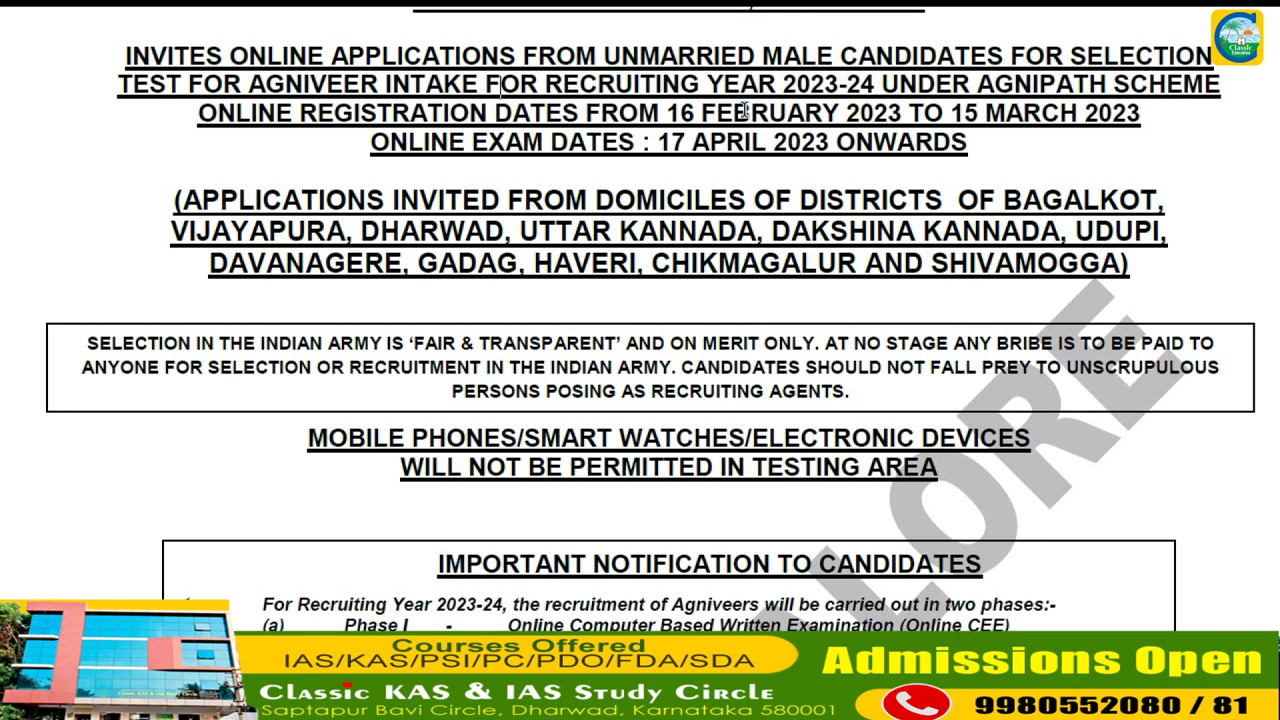 INVITES ONLINE APPLICATIONS FROM UNMARRIED MALE CANDIDATES FOR SELECTION
TEST FOR AGNIVEER INTAKE FOR RECRUITING YEAR 2023-24 UNDER AGNIPATH SCHEME
ONLINE REGISTRATION DATES FROM 16 FEBRUARY 2023 TO 15 MARCH 2023
ONLINE EXAM DATES : 17 APRIL 2023 ONWARDS
(APPLICATIONS INVITED FROM DOMICILES OF DISTRICTS OF BAGALKOT,
VIJAYAPURA, DHARWAD, UTTAR KANNADA, DAKSHINA KANNADA, UDUPI,
DAVANAGERE, GADAG, HAVERI, CHIKMAGALUR AND SHIVAMOGGA)
SELECTION IN THE INDIAN ARMY IS ‘FAIR & TRANSPARENT’ AND ON MERIT ONLY. AT NO STAGE ANY BRIBE IS TO BE PAID TO
ANYONE FOR SELECTION OR RECRUITMENT IN THE INDIAN ARMY. CANDIDATES SHOULD NOT FALL PREY TO UNSCRUPULOUS
PERSONS POSING AS RECRUITING AGENTS.
MOBILE PHONES/SMART WATCHES/ELECTRONIC DEVICES
WILL NOT BE PERMITTED IN TESTING AREA
IMPORTANT NOTIFICATION TO CANDIDATES
For Recruiting Year 2023-24, the recruitment of Agniveers will be carried out in two phases:-
(a) Phase I - Online Computer Based Written Examination (Online CEE)
LORE
Classic
Education
Courses Offered
IAS/KAS/PSI/PC/PDO/FDA/SDA
Classic KAS & IAS Study Circle
Saptapur Bavi Circle, Dharwad, Karnataka 580001
Admissions Open
9980552080 / 81